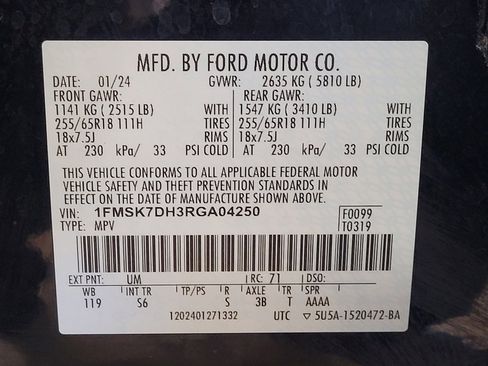 MFD. BY FORD MOTOR CO.
DATE: 01/24 GVWR: 2635 KG ( 5810 LB)
FRONT GAWR: REAR GAWR:
1141 KG ( 2515 LB) WITH 1547 KG ( 3410 LB) WITH
255/65R18 111H TIRES 255/65R18 111H TIRES
18x7.5J RIMS 18x7.5J RIMS
AT 230 kPa/ 33 PSI COLD AT 230 kPa/ 33 PSI COLD
THIS VEHICLE CONFORMS TO ALL APPLICABLE FEDERAL MOTOR
VEHICLE SAFETY AND THEFT PREVENTION STANDARDS IN
EFFECT ON THE DATE OF MANUFACTURE SHOWN ABOVE.
VIN: 1FMSK7DH3RGA04250 F0099
TYPE: MPV T0319
EXT PNT: UM RC: 71 DSO:
WB INT TR TP/PS R AXLE TR SPR
119 S6 S 3B T AAAA
1202401271332 UTC ▽ 5U5A-1520472-BA